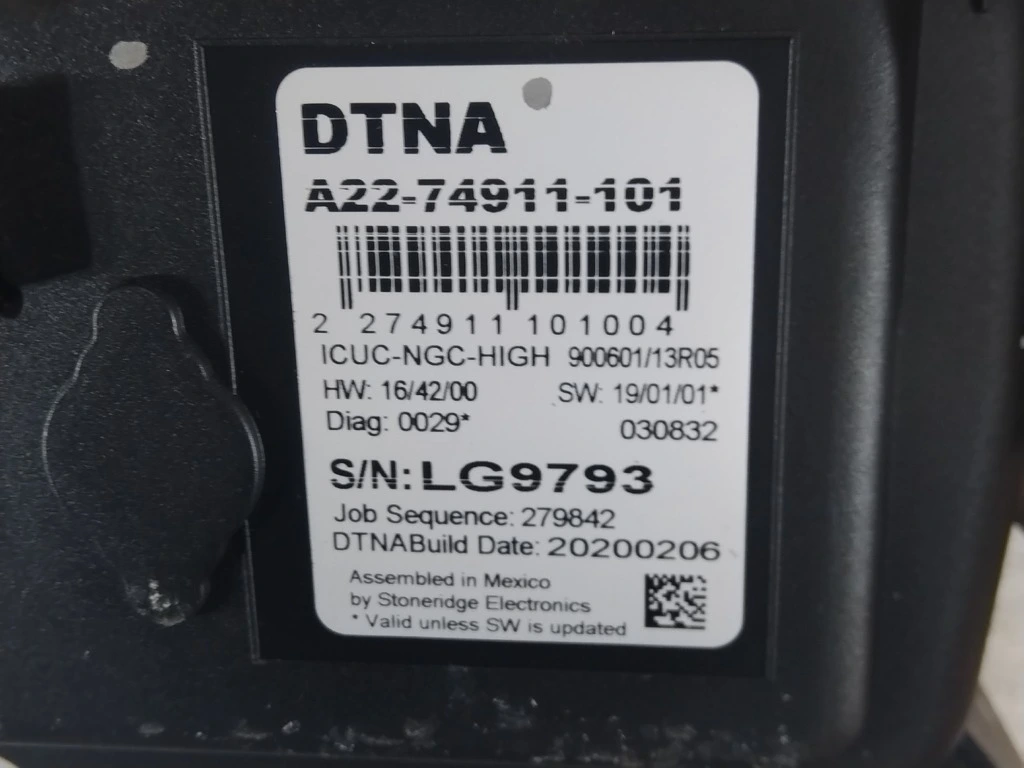 DTNA
A22-74911-101
2 274911 101004
ICUC-NGC-HIGH 900601/13R05
HW: 16/42/00 SW: 19/01/01*
Diag: 0029* 030832
S/N: LG9793
Job Sequence: 279842
DTNABuild Date: 20200206
Assembled in Mexico
by Stoneridge Electronics
* Valid unless SW is updated